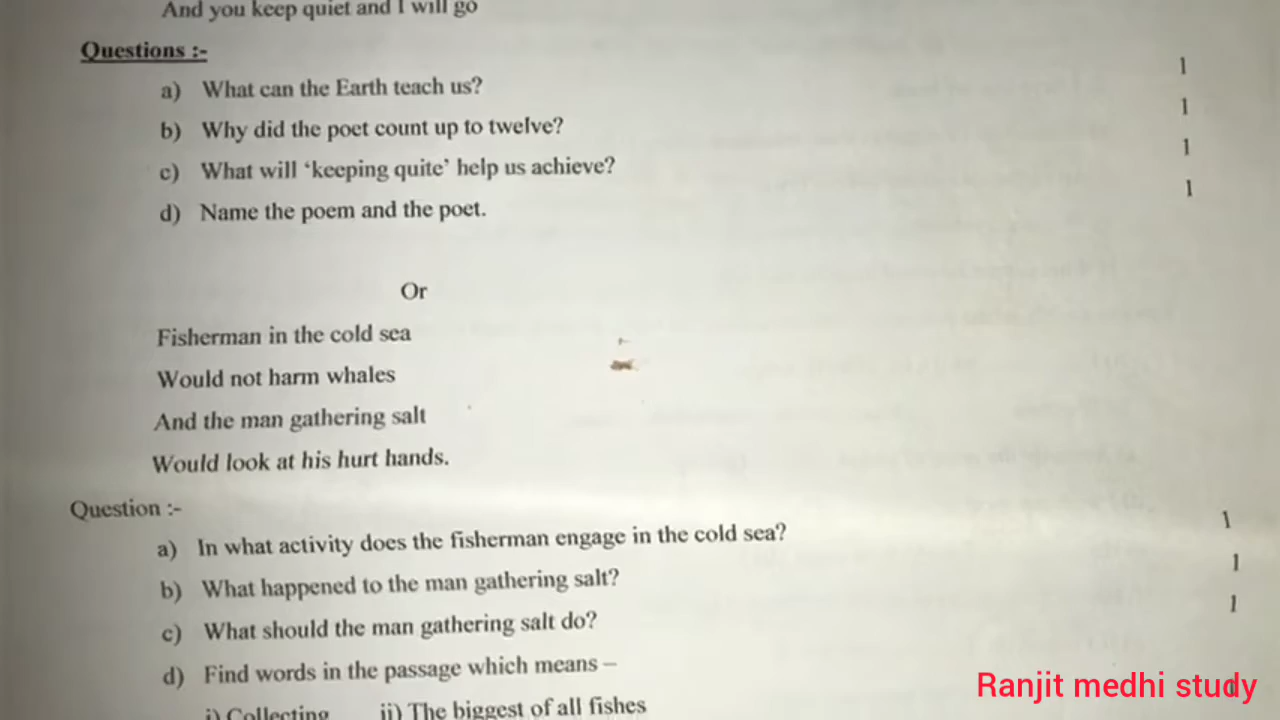 And you keep quiet and I will go
Questions :-
a) What can the Earth teach us? 1
b) Why did the poet count up to twelve? 1
c) What will ‘keeping quite’ help us achieve? 1
d) Name the poem and the poet. 1
Or
Fisherman in the cold sea
Would not harm whales
And the man gathering salt
Would look at his hurt hands.
Question :-
a) In what activity does the fisherman engage in the cold sea? 1
b) What happened to the man gathering salt? 1
c) What should the man gathering salt do? 1
d) Find words in the passage which means – 1
i) Collecting ii) The biggest of all fishes
Ranjit medhi study